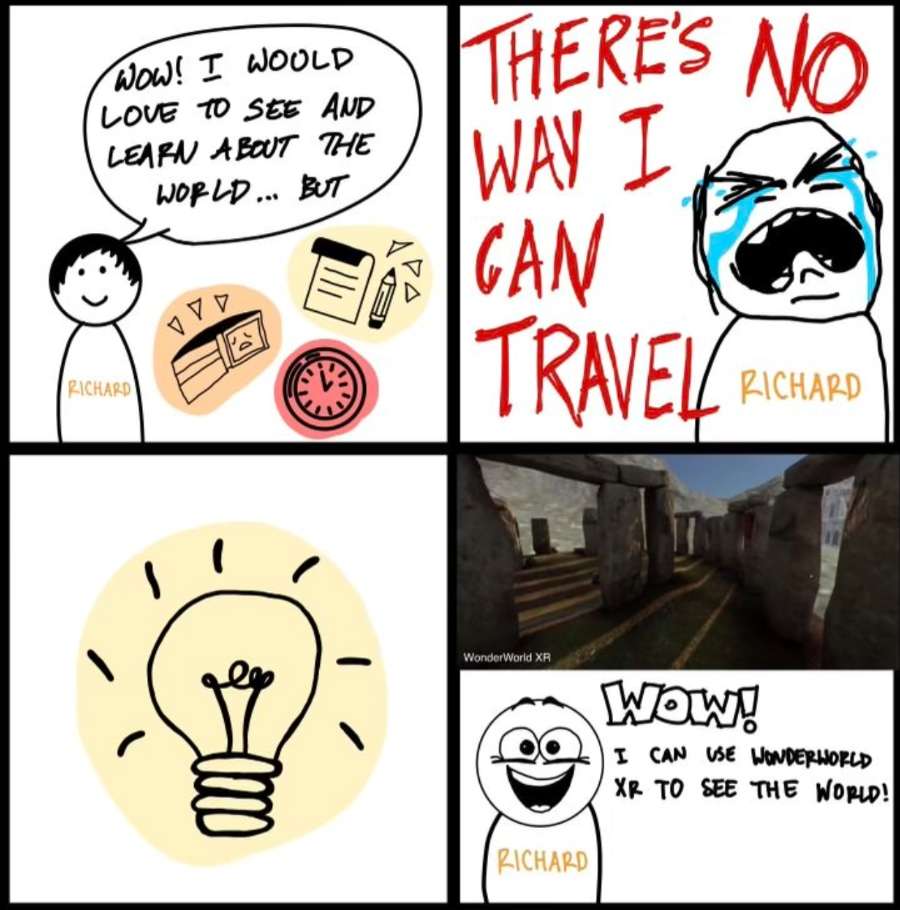 WOW! I WOULD
LOVE TO SEE AND
LEARN ABOUT THE
WORLD... BUT
RICHARD
THERE'S NO
WAY I
CAN
TRAVEL
RICHARD
WonderWorld XR
WOW!
I CAN USE WONDERWORLD
XR TO SEE THE WORLD!
RICHARD